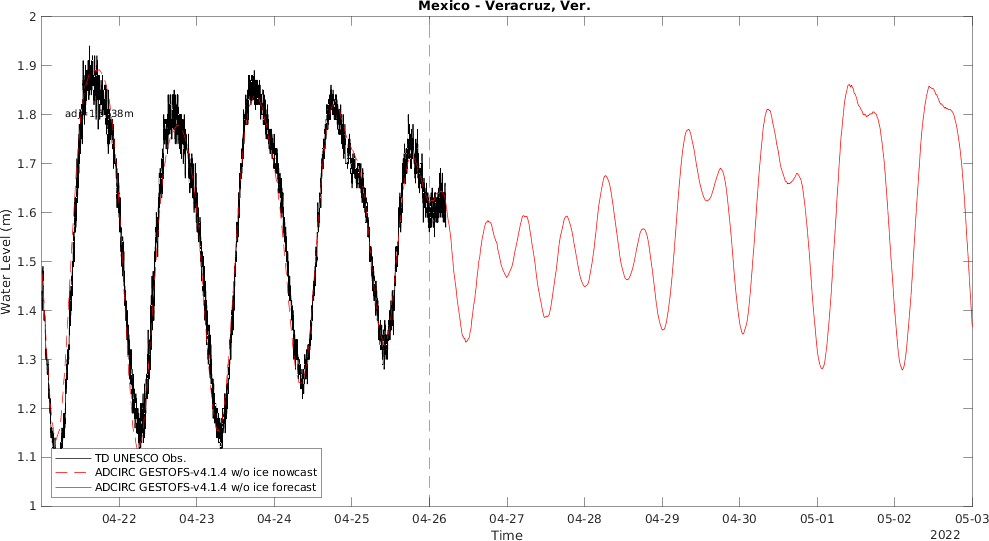 Mexico - Veracruz, Ver.
Water Level (m)
2
1.9
1.8
1.7
1.6
1.5
1.4
1.3
1.2
1.1
1
TD UNESCO Obs.
ADCIRC GESTOFS-v4.1.4 w/o ice nowcast
ADCIRC GESTOFS-v4.1.4 w/o ice forecast
04-22 04-23 04-24 04-25 04-26 04-27 04-28 04-29 04-30 05-01 05-02 05-03
Time
2022